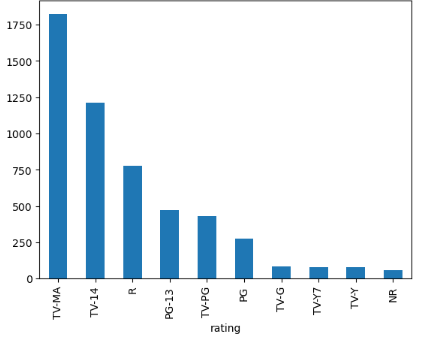 1750
1500
1250
1000
750
500
250
0
TV-MA
TV-14
R
PG-13
TV-PG
PG
TV-G
TV-Y7
TV-Y
NR
rating